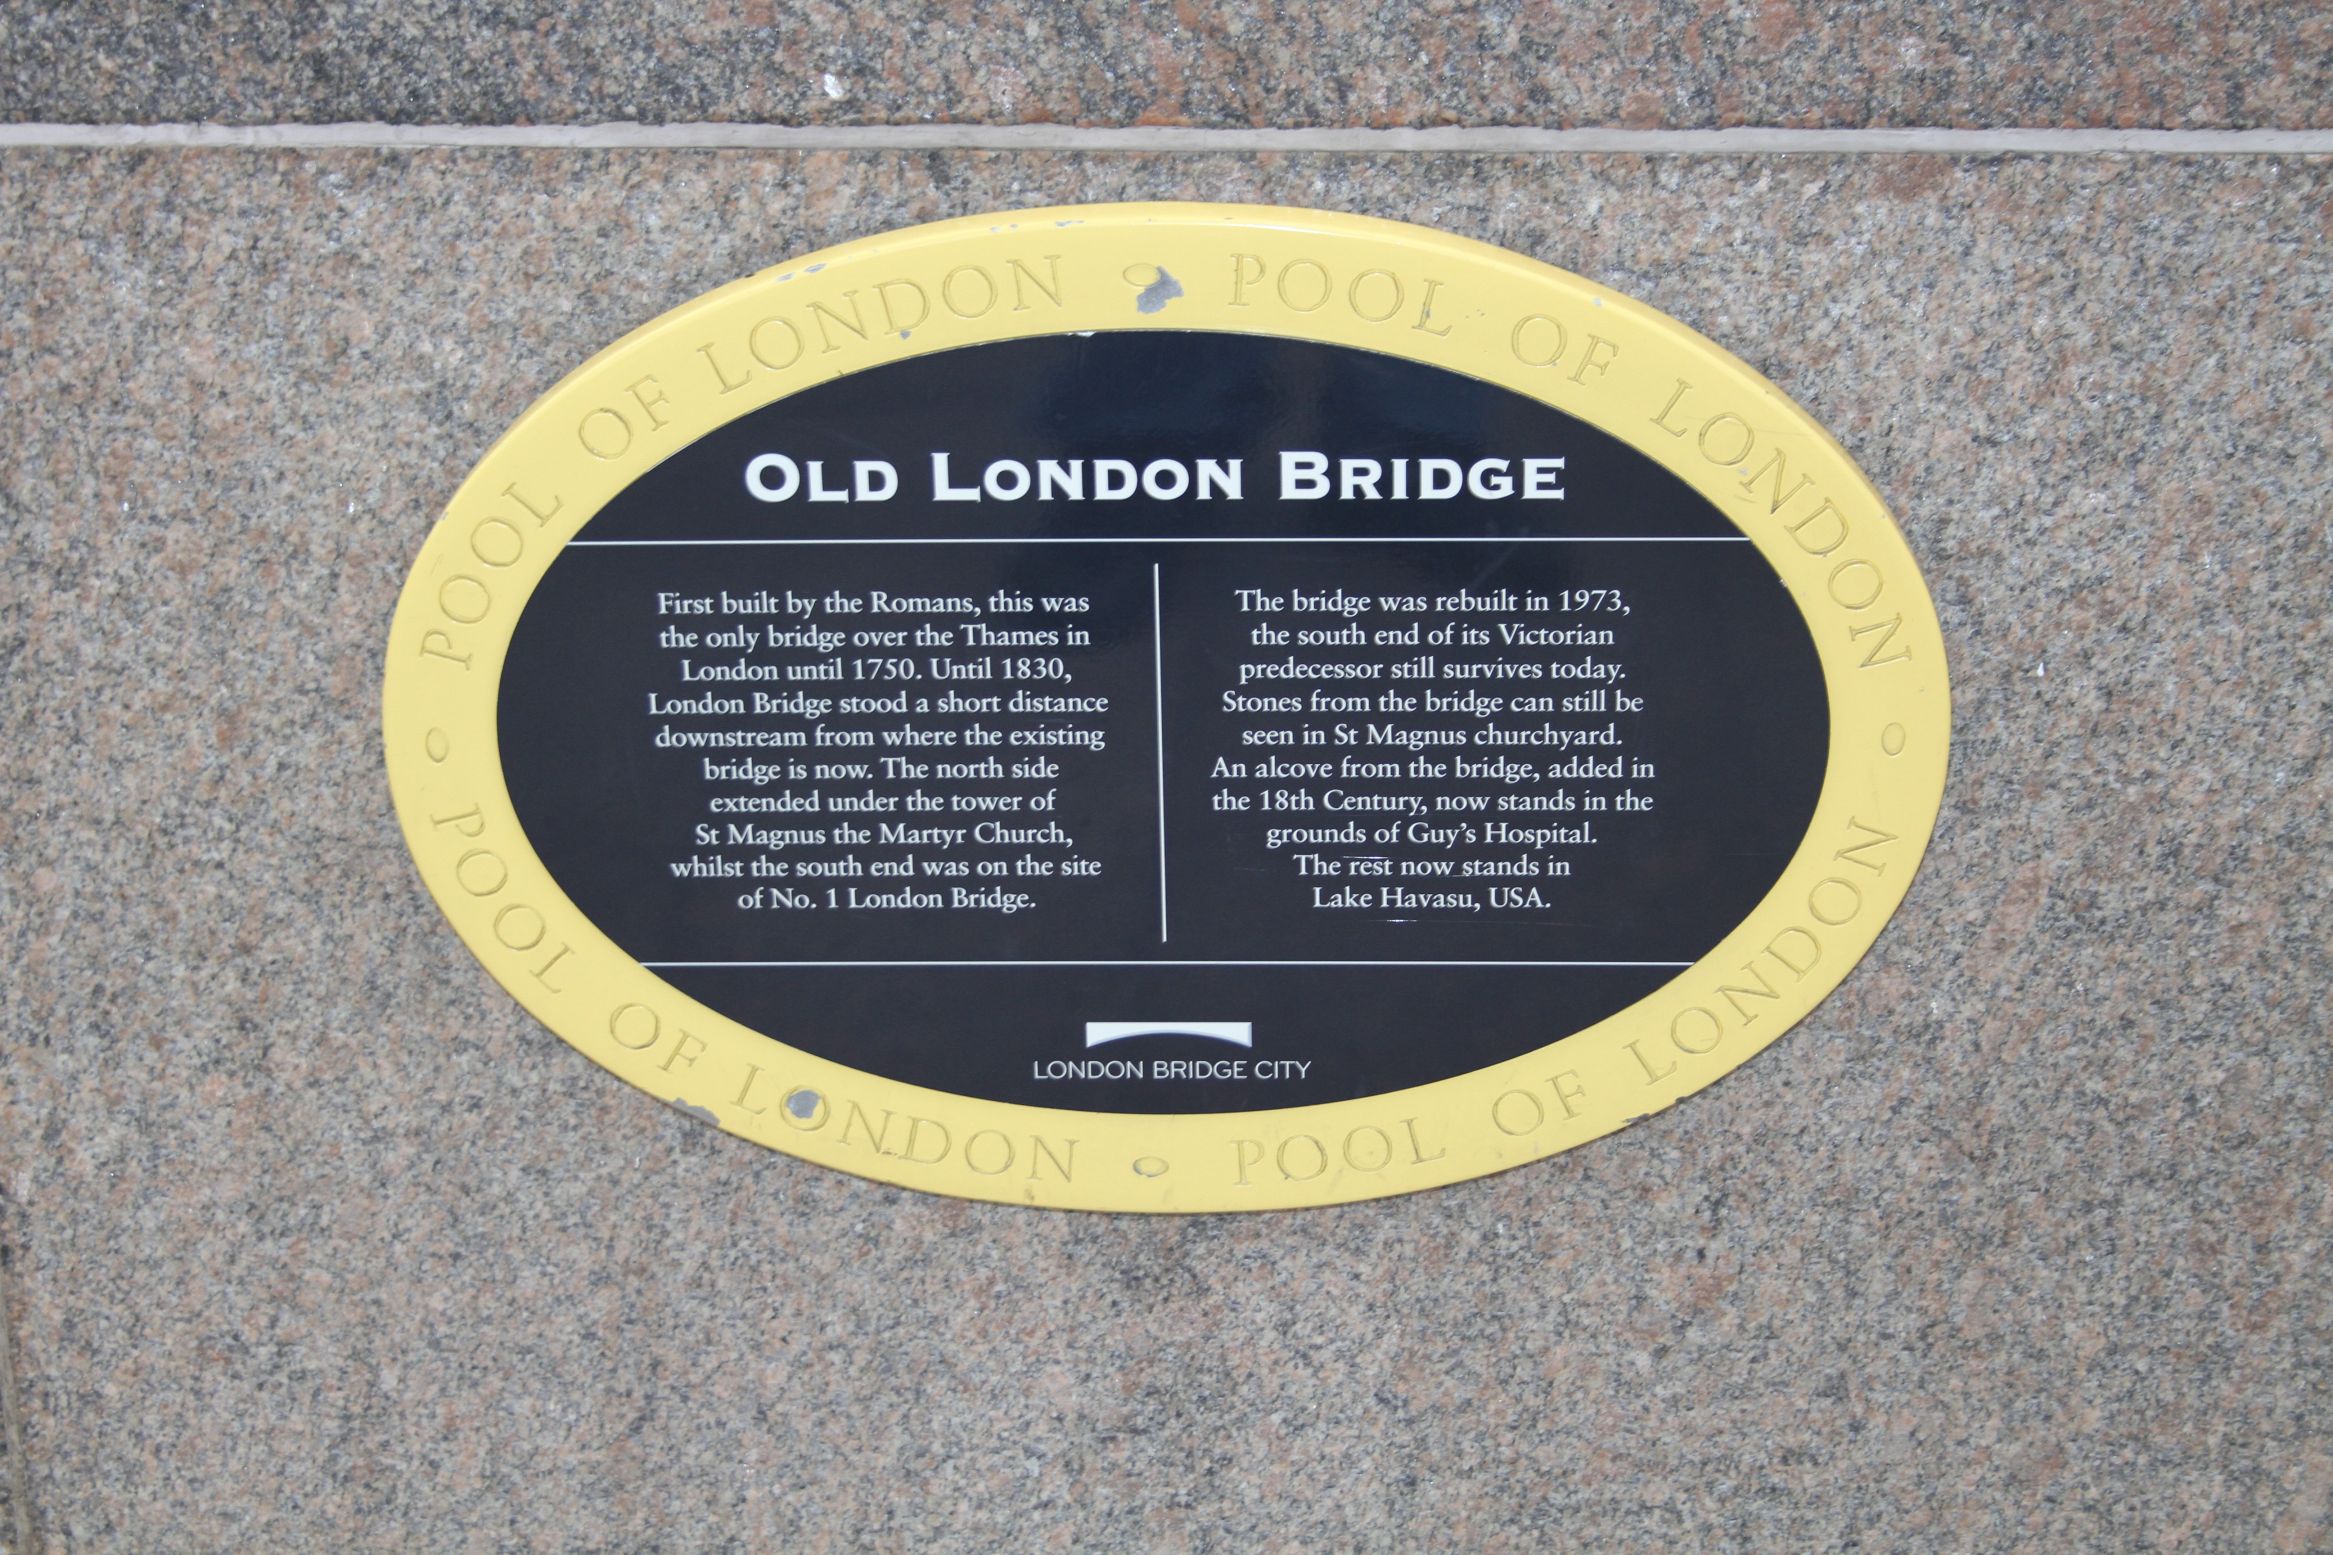 POOL OF LONDON
POOL OF LONDON
OLD LONDON BRIDGE
First built by the Romans, this was
the only bridge over the Thames in
London until 1750. Until 1830,
London Bridge stood a short distance
downstream from where the existing
bridge is now. The north side
extended under the tower of
St Magnus the Martyr Church,
whilst the south end was on the site
of No. 1 London Bridge.
The bridge was rebuilt in 1973,
the south end of its Victorian
predecessor still survives today.
Stones from the bridge can still be
seen in St Magnus churchyard.
An alcove from the bridge, added in
the 18th Century, now stands in the
grounds of Guy's Hospital.
The rest now stands in
Lake Havasu, USA.
LONDON BRIDGE CITY
POOL OF LONDON
POOL OF LONDON